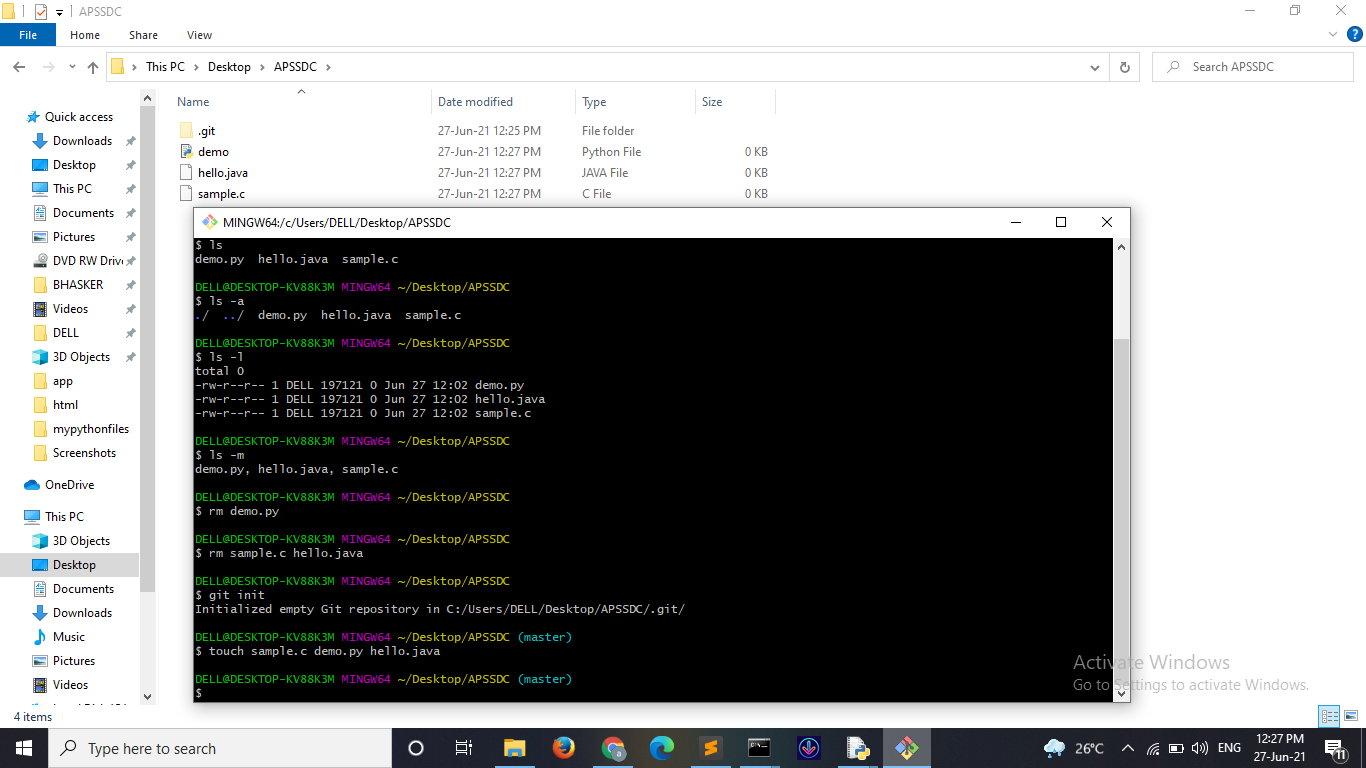 APSSDC
File Home Share View
This PC Desktop APSSDC
Search APSSDC
Name Date modified Type Size
.git 27-Jun-21 12:25 PM File folder
demo 27-Jun-21 12:27 PM Python File 0 KB
hello.java 27-Jun-21 12:27 PM JAVA File 0 KB
sample.c 27-Jun-21 12:27 PM C File 0 KB
Quick access
Downloads
Desktop
This PC
Documents
Pictures
DVD RW Drive
BHASKER
Videos
DELL
3D Objects
app
html
mypythonfiles
Screenshots
OneDrive
This PC
3D Objects
Desktop
Documents
Downloads
Music
Pictures
Videos
4 items
MINGW64:/c/Users/DELL/Desktop/APSSDC
$ ls
demo.py hello.java sample.c
DELL@DESKTOP-KV88K3M MINGW64 ~/Desktop/APSSDC
$ ls -a
./ ../ demo.py hello.java sample.c
DELL@DESKTOP-KV88K3M MINGW64 ~/Desktop/APSSDC
$ ls -l
total 0
-rw-r--r-- 1 DELL 197121 0 Jun 27 12:02 demo.py
-rw-r--r-- 1 DELL 197121 0 Jun 27 12:02 hello.java
-rw-r--r-- 1 DELL 197121 0 Jun 27 12:02 sample.c
DELL@DESKTOP-KV88K3M MINGW64 ~/Desktop/APSSDC
$ ls -m
demo.py, hello.java, sample.c
DELL@DESKTOP-KV88K3M MINGW64 ~/Desktop/APSSDC
$ rm demo.py
DELL@DESKTOP-KV88K3M MINGW64 ~/Desktop/APSSDC
$ rm sample.c hello.java
DELL@DESKTOP-KV88K3M MINGW64 ~/Desktop/APSSDC
$ git init
Initialized empty Git repository in C:/Users/DELL/Desktop/APSSDC/.git/
DELL@DESKTOP-KV88K3M MINGW64 ~/Desktop/APSSDC (master)
$ touch sample.c demo.py hello.java
DELL@DESKTOP-KV88K3M MINGW64 ~/Desktop/APSSDC (master)
$
Activate Windows
Go to Settings to activate Windows.
Type here to search
26°C
ENG
12:27 PM
27-Jun-21
11